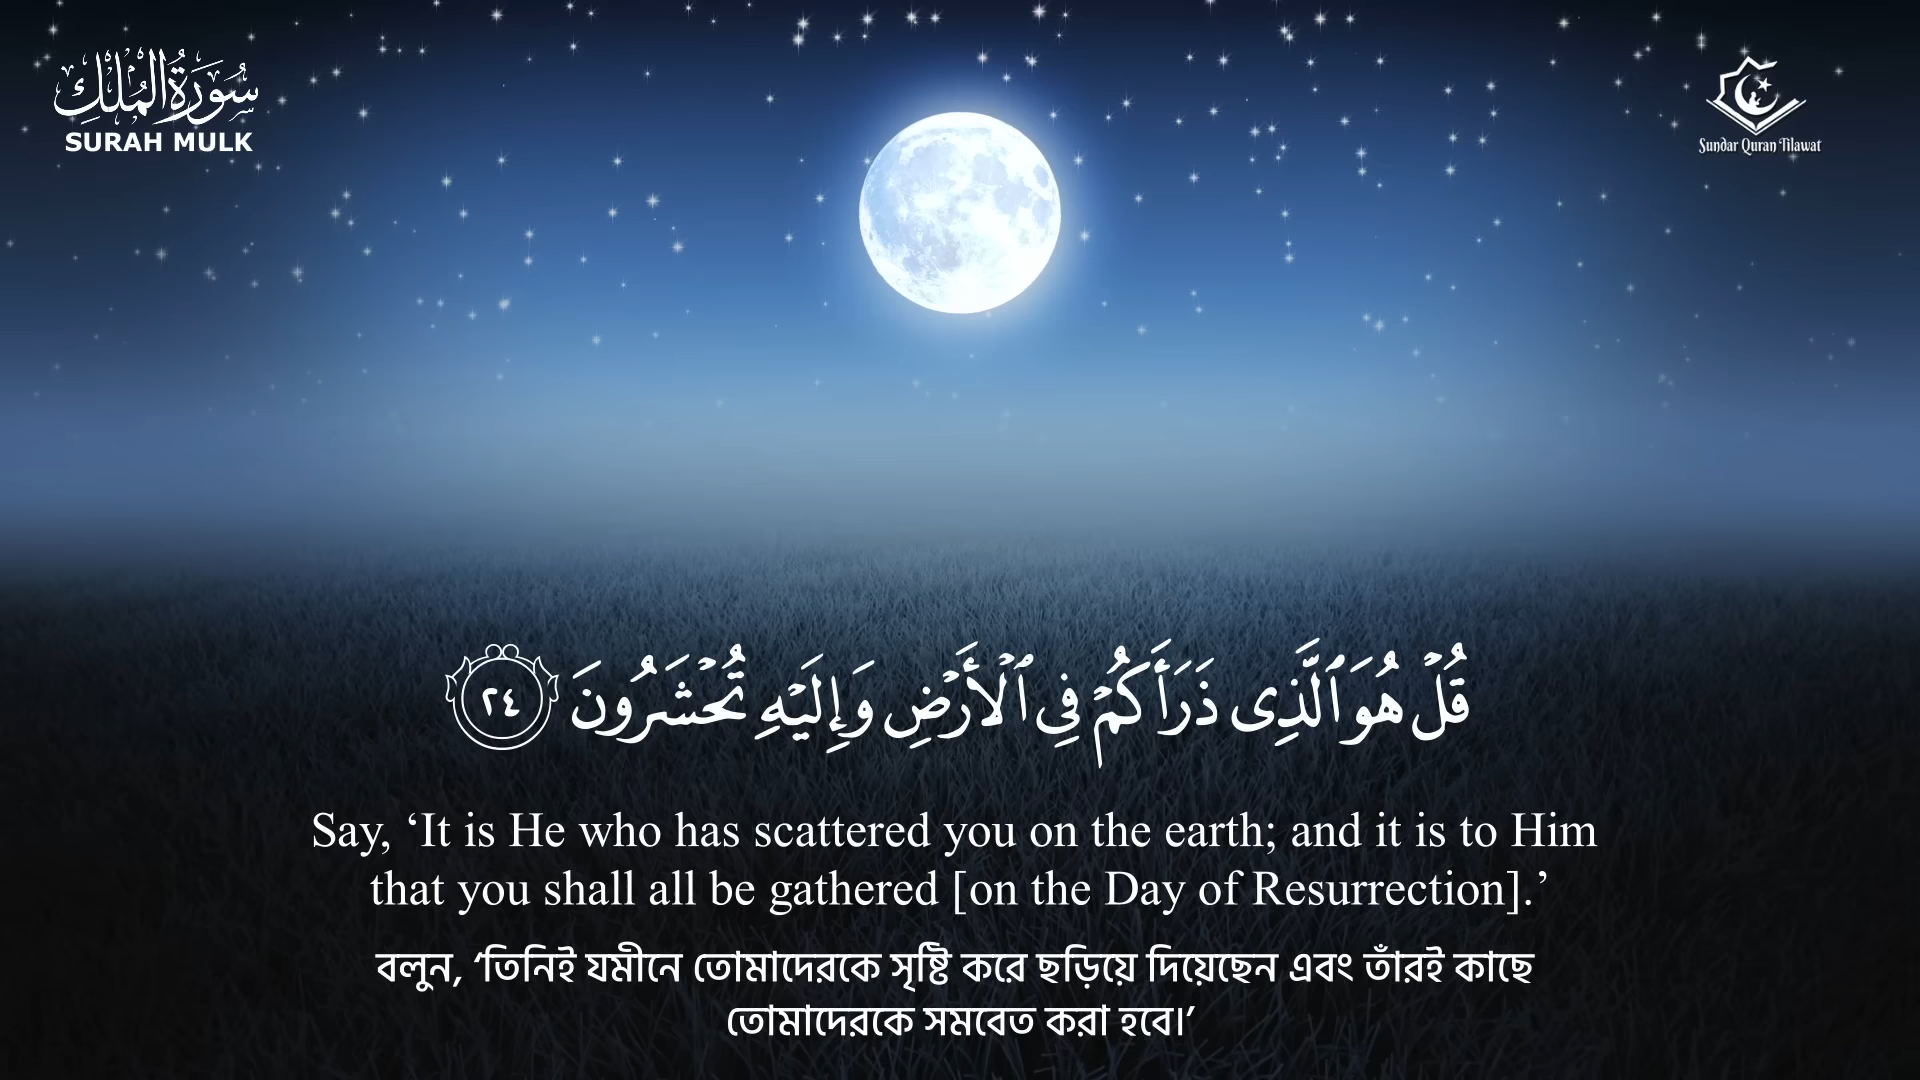 سُورَةُ الْمُلْكِ
SURAH MULK
Sundar Quran Tilawat
قُلۡ هُوَ ٱلَّذِى ذَرَأَكُمۡ فِى ٱلۡأَرۡضِ وَإِلَيۡهِ تُحۡشَرُونَ ٢٤
Say, ‘It is He who has scattered you on the earth; and it is to Him
that you shall all be gathered [on the Day of Resurrection].’
বলুন, ‘তিনিই যমীনে তোমাদেরকে সৃষ্টি করে ছড়িয়ে দিয়েছেন এবং তাঁরই কাছে
তোমাদেরকে সমবেত করা হবে।’